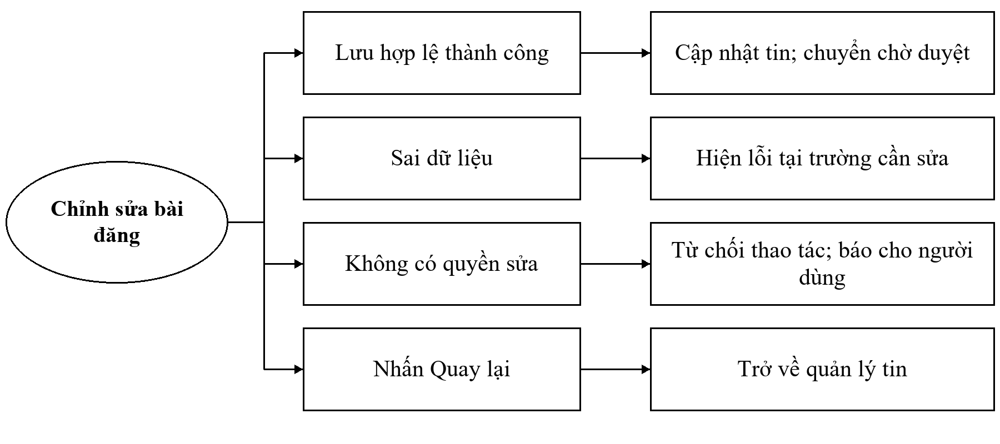 Lưu hợp lệ thành công
Cập nhật tin; chuyển chờ duyệt
Sai dữ liệu
Hiện lỗi tại trường cần sửa
Chỉnh sửa bài
đăng
Không có quyền sửa
Từ chối thao tác; báo cho người
dùng
Nhấn Quay lại
Trở về quản lý tin